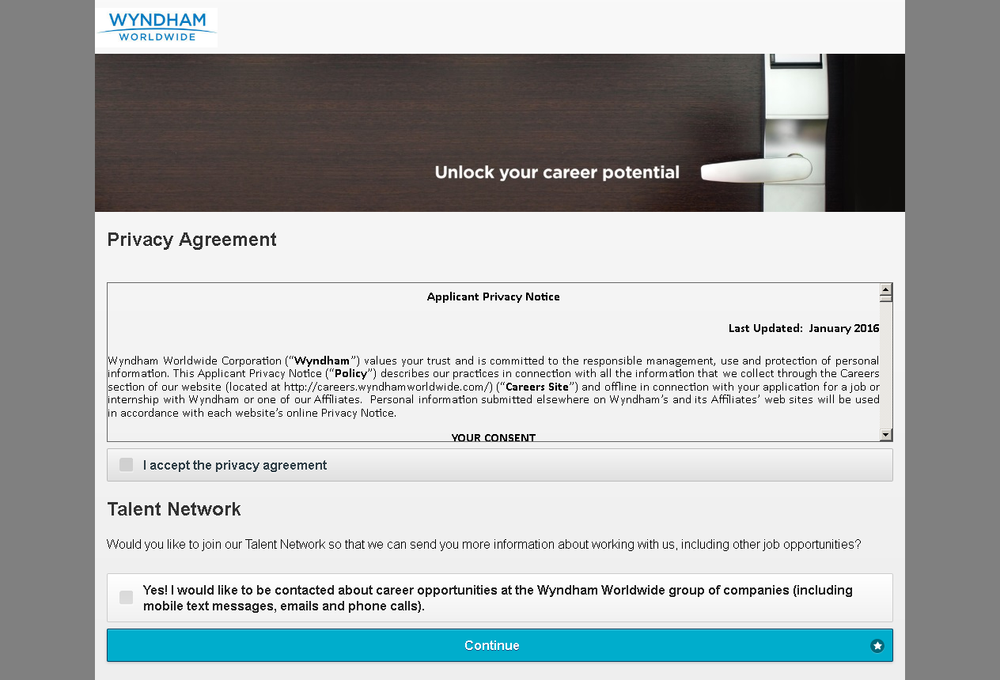 WYNDHAM
WORLDWIDE
Unlock your career potential
Privacy Agreement
Applicant Privacy Notice
Last Updated:  January 2016
Wyndham Worldwide Corporation (“Wyndham”) values your trust and is committed to the responsible management, use and protection of personal
information. This Applicant Privacy Notice (“Policy”) describes our practices in connection with all the information that we collect through the Careers
section of our website (located at http://careers.wyndhamworldwide.com/) (“Careers Site”) and offline in connection with your application for a job or
internship with Wyndham or one of our Affiliates.  Personal information submitted elsewhere on Wyndham’s and its Affiliates’ web sites will be used
in accordance with each website’s online Privacy Notice.
YOUR CONSENT
I accept the privacy agreement
Talent Network
Would you like to join our Talent Network so that we can send you more information about working with us, including other job opportunities?
Yes! I would like to be contacted about career opportunities at the Wyndham Worldwide group of companies (including
mobile text messages, emails and phone calls).
Continue